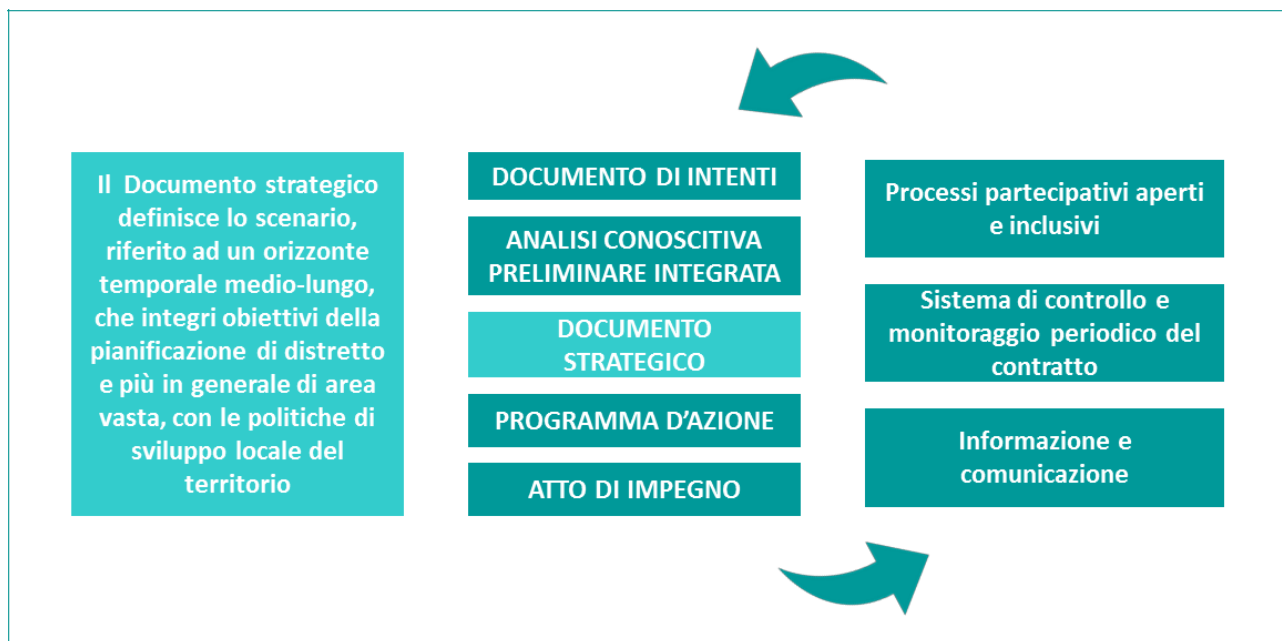 Il Documento strategico
definisce lo scenario,
riferito ad un orizzonte
temporale medio-lungo,
che integri obiettivi della
pianificazione di distretto
e più in generale di area
vasta, con le politiche di
sviluppo locale del
territorio
DOCUMENTO DI INTENTI
ANALISI CONOSCITIVA
PRELIMINARE INTEGRATA
DOCUMENTO
STRATEGICO
PROGRAMMA D’AZIONE
ATTO DI IMPEGNO
Processi partecipativi aperti
e inclusivi
Sistema di controllo e
monitoraggio periodico del
contratto
Informazione e
comunicazione